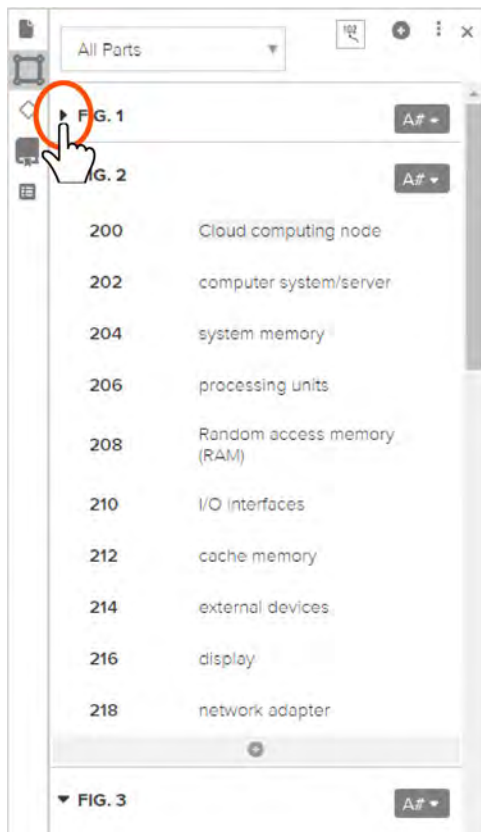 All Parts
102
FIG. 1
A#
FIG. 2
A#
200 Cloud computing node
202 computer system/server
204 system memory
206 processing units
208 Random access memory
(RAM)
210 I/O interfaces
212 cache memory
214 external devices
216 display
218 network adapter
FIG. 3
A#